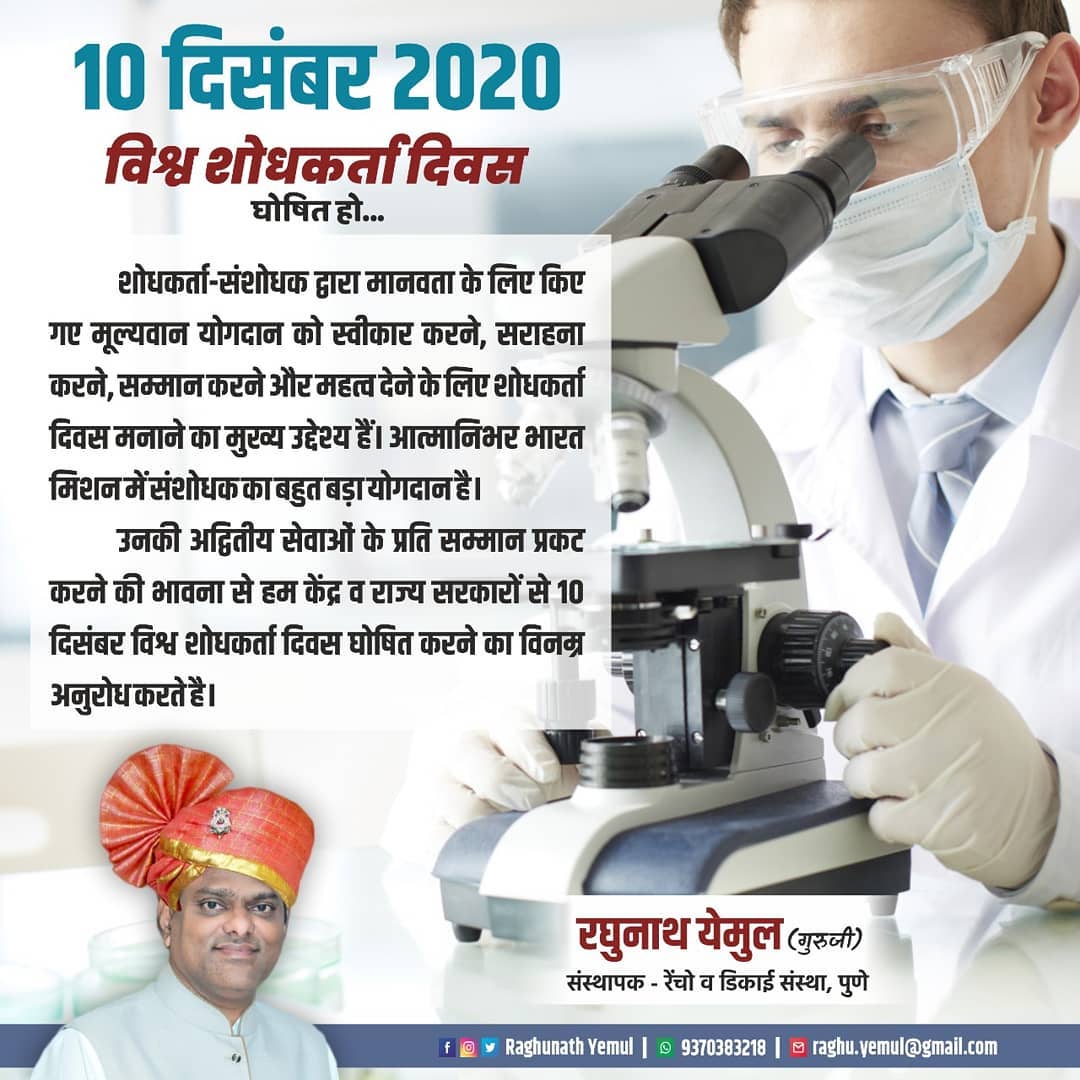 10 दिसंबर 2020
विश्व शोधकर्ता दिवस
घोषित हो...
शोधकर्ता-संशोधक द्वारा मानवता के लिए किए
गए मूल्यवान योगदान को स्वीकार करने, सराहना
करने, सम्मान करने और महत्व देने के लिए शोधकर्ता
दिवस मनाने का मुख्य उद्देश्य हैं। आत्मानिभर भारत
मिशन में संशोधक का बहुत बड़ा योगदान है।
उनकी अद्वितीय सेवाओं के प्रति सम्मान प्रकट
करने की भावना से हम केंद्र व राज्य सरकारों से 10
दिसंबर विश्व शोधकर्ता दिवस घोषित करने का विनम्र
अनुरोध करते है।
रघुनाथ येमुल (गुरुजी)
संस्थापक - रेंचो व डिकाई संस्था, पुणे
Raghunath Yemul | 9370383218 | raghu.yemul@gmail.com